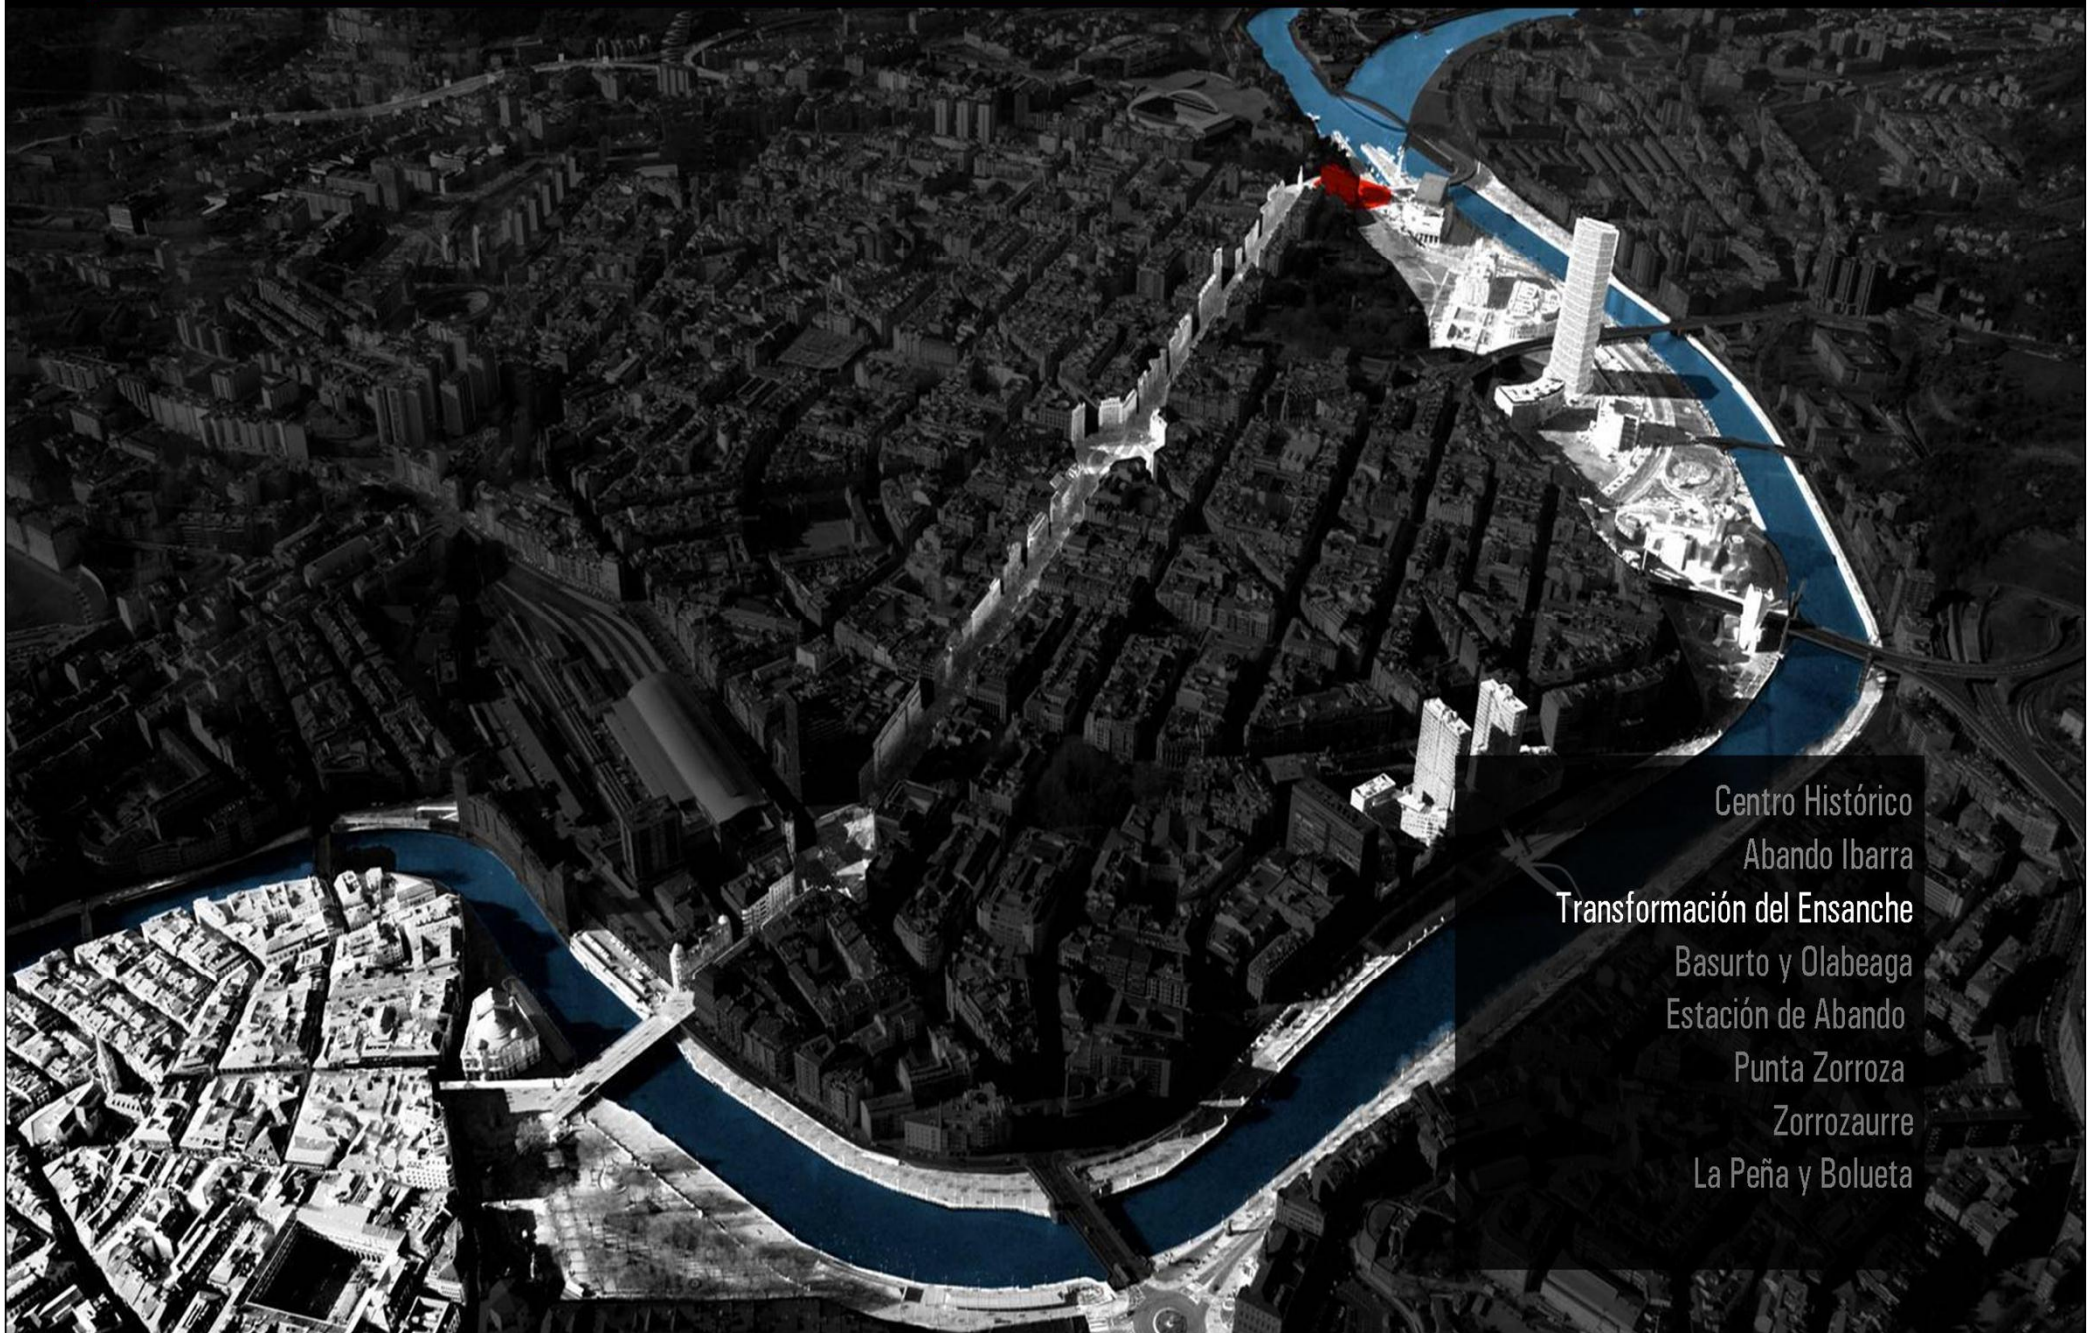 Centro Histórico
Abando Ibarra
Transformación del Ensanche
Basurto y Olabeaga
Estación de Abando
Punta Zorroza
Zorrozaurre
La Peña y Bolueta